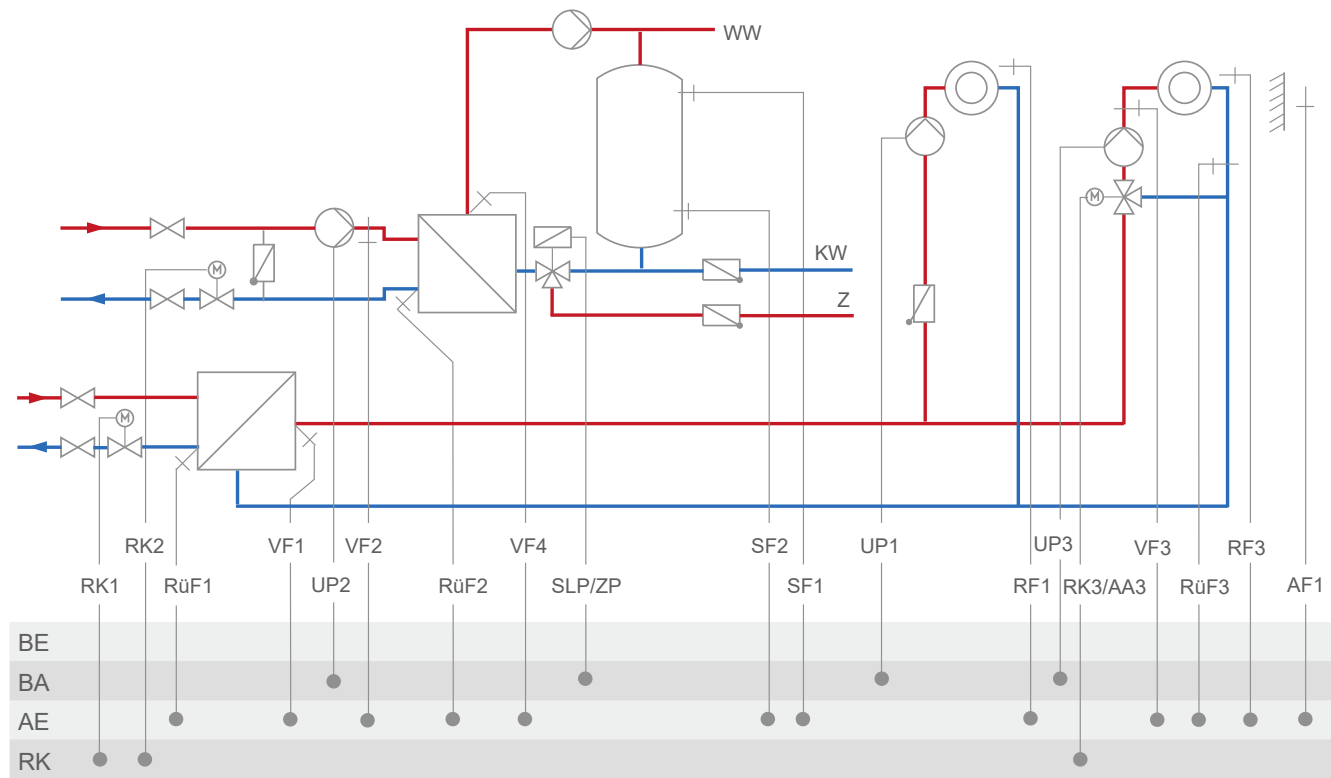 WW
M
KW
M
Z
M
RK2 VF1 VF2 VF4 SF2 UP1 UP3 VF3 RF3
RK1 RüF1 UP2 RüF2 SLP/ZP SF1 RF1 RK3/AA3 RüF3 AF1
BE
BA
AE
RK